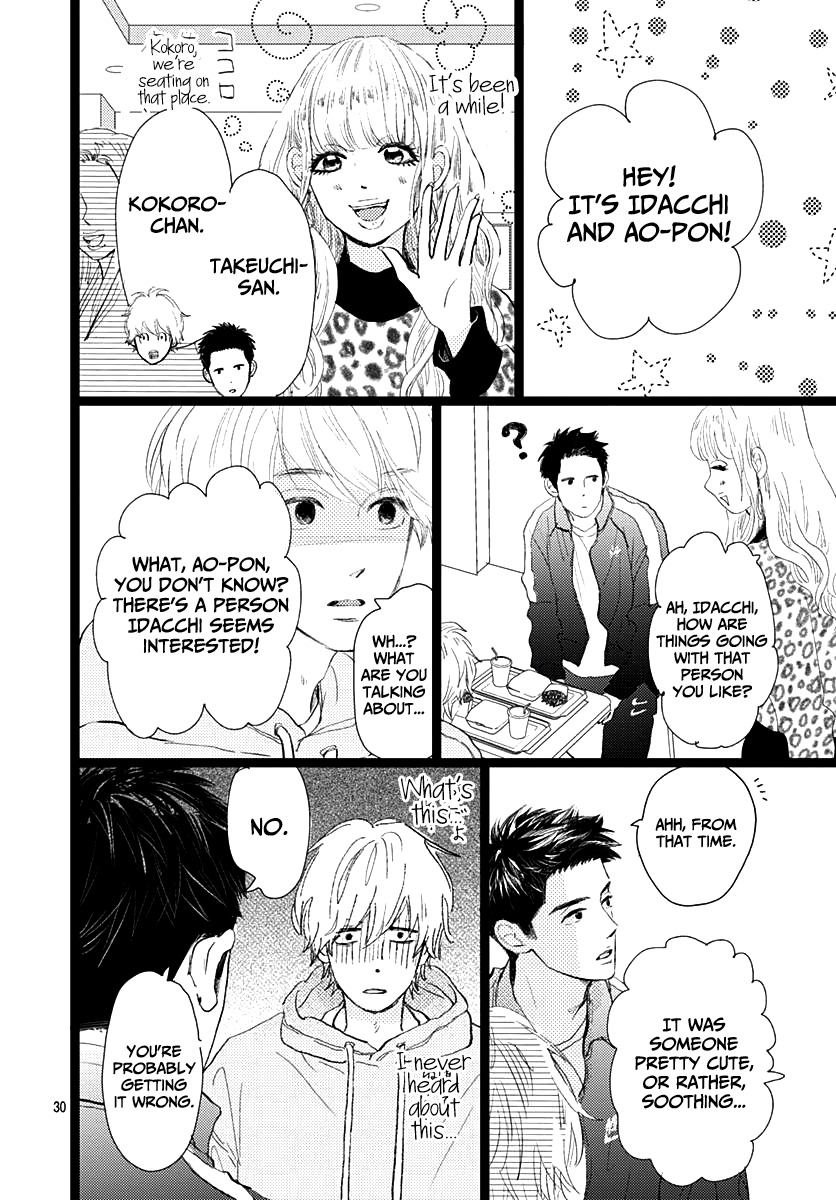 HEY!
IT'S IDACCHI
AND AO-PON!
It's been
a while!
Kokoro,
we're
seating on
that place.
ココロ
KOKORO-
CHAN.
TAKEUCHI-
SAN.
?
AH, IDACCHI,
HOW ARE
THINGS GOING
WITH THAT
PERSON
YOU LIKE?
WH...?
WHAT
ARE YOU
TALKING
ABOUT...
WHAT, AO-PON,
YOU DON'T KNOW?
THERE'S A PERSON
IDACCHI SEEMS
INTERESTED!
AHH, FROM
THAT TIME.
IT WAS
SOMEONE
PRETTY CUTE,
OR RATHER,
SOOTHING...
What's
this...
よ
NO.
I never
heard
about
this...
YOU'RE
PROBABLY
GETTING
IT WRONG.
30